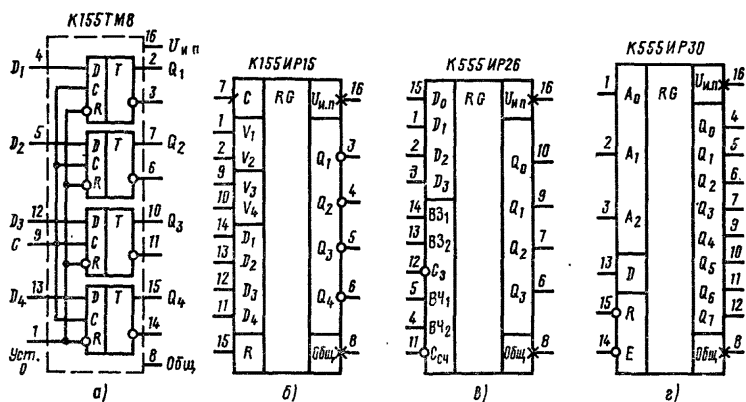 К155ТМ8
16 Uи.п
D1 4 D T 2 Q1
C
R 3
D2 5 D T 7 Q2
C
R 6
D3 12 D T 10 Q3
C 9 C
R 11
D4 13 D T 15 Q4
C
1 R 14
Уст. 0
8 Общ
а)
К155ИР15
7 C RG Uи.п 16
1 V1
2 V2
9 V3
10 V4
14 D1
13 D2
12 D3
11 D4
15 R
Q1 3
Q2 4
Q3 5
Q4 6
Общ 8
б)
К555ИР26
15 D0 RG Uи.п 16
1 D1
2 D2
3 D3
14 ВЗ1
13 ВЗ2
12 CЗ
5 ВЧ1
4 ВЧ2
11 Cсч
Q0 10
Q1 9
Q2 7
Q3 6
Общ 8
в)
К555ИР30
1 A0 RG Uи.п 16
2 A1
3 A2
13 D
15 R
14 E
Q0 4
Q1 5
Q2 6
Q3 7
Q4 9
Q5 10
Q6 11
Q7 12
Общ 8
г)